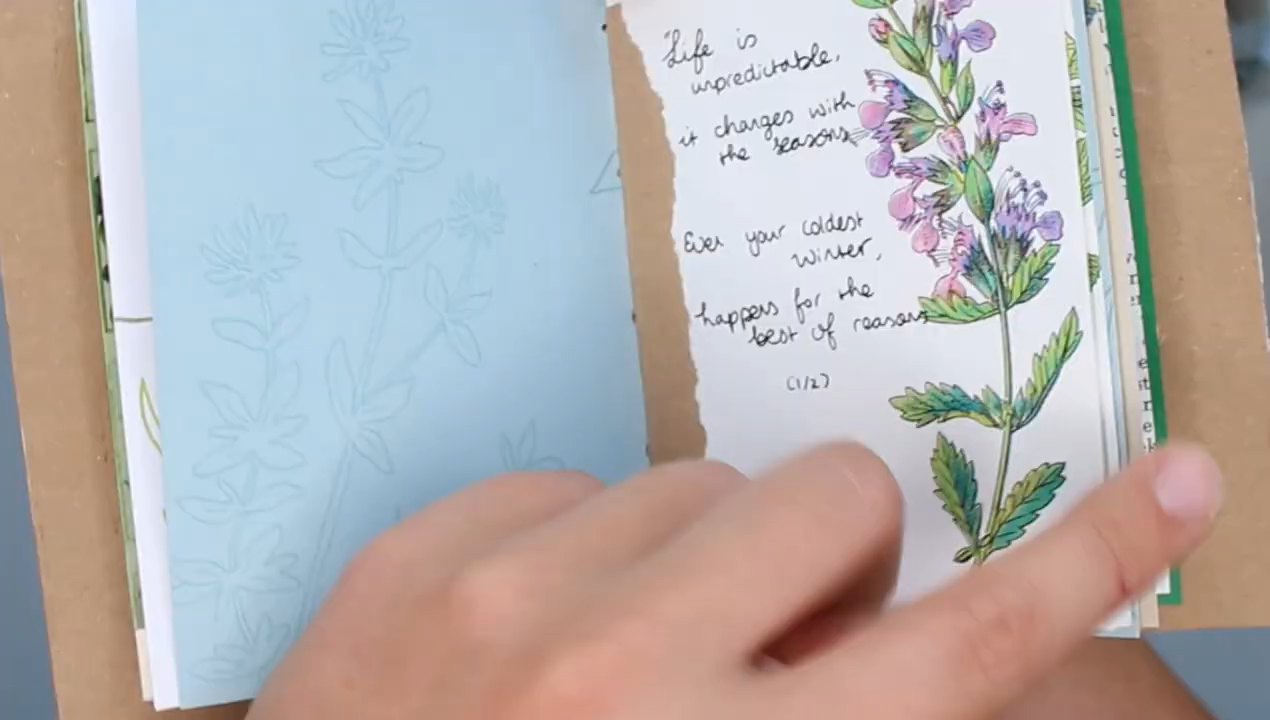 "Life is
unpredictable,
it changes with
the seasons,
Even your coldest
winter,
happens for the
best of reasons
(1/2)